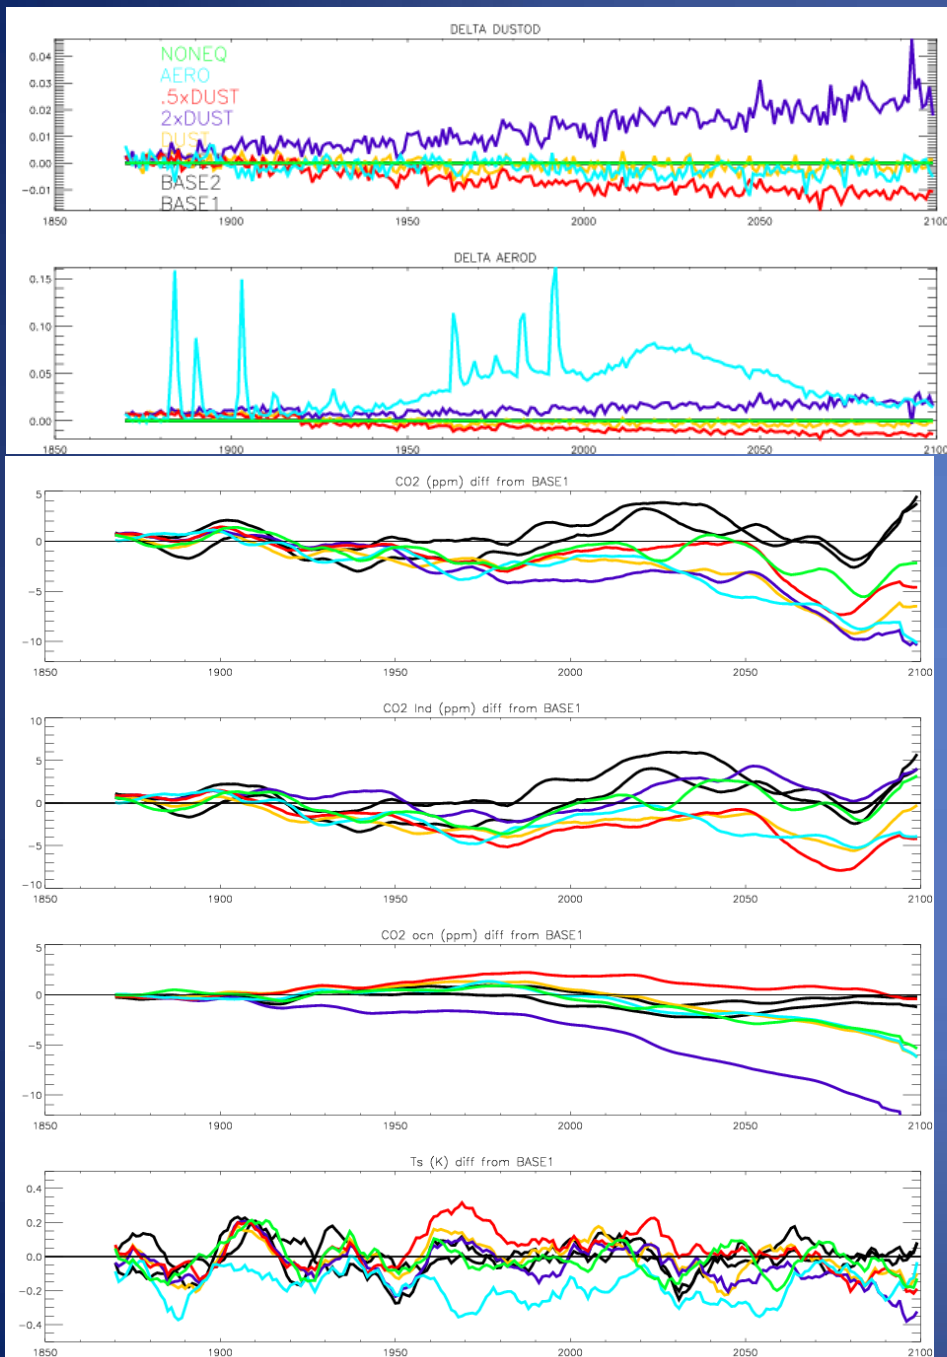 DELTA DUSTOD
0.04
0.03
0.02
0.01
0.00
-0.01
NONEQ
AERO
.5xDUST
2xDUST
DUST
BASE2
BASE1
1850 1900 1950 2000 2050 2100
DELTA AEROD
0.15
0.10
0.05
0.00
1850 1900 1950 2000 2050 2100
CO2 (ppm) diff from BASE1
5
0
-5
-10
1850 1900 1950 2000 2050 2100
CO2 lnd (ppm) diff from BASE1
10
5
0
-5
-10
1850 1900 1950 2000 2050 2100
CO2 ocn (ppm) diff from BASE1
5
0
-5
-10
1850 1900 1950 2000 2050 2100
Ts (K) diff from BASE1
0.4
0.2
0.0
-0.2
-0.4
1850 1900 1950 2000 2050 2100